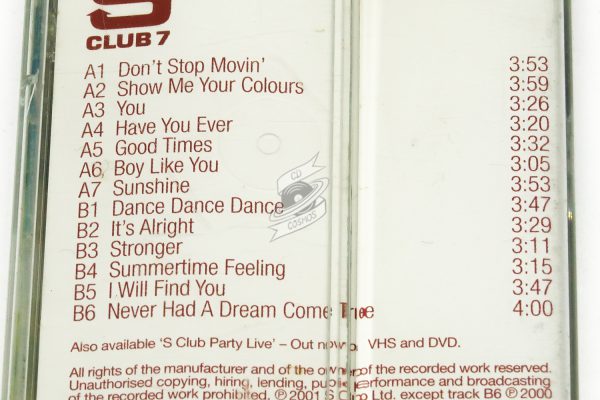 S
CLUB 7
A1 Don't Stop Movin' 3:53
A2 Show Me Your Colours 3:59
A3 You 3:26
A4 Have You Ever 3:20
A5 Good Times 3:32
A6 Boy Like You 3:05
A7 Sunshine 3:53
B1 Dance Dance Dance 3:47
B2 It's Alright 3:29
B3 Stronger 3:11
B4 Summertime Feeling 3:15
B5 I Will Find You 3:47
B6 Never Had A Dream Come True 4:00
CD
COSMOS
Also available 'S Club Party Live' – Out now VHS and DVD.
All rights of the manufacturer and of the owner of the recorded work reserved.
Unauthorised copying, hiring, lending, public performance and broadcasting
of the recorded work prohibited. ℗ 2001 S Club Ltd. except track B6 ℗ 2000